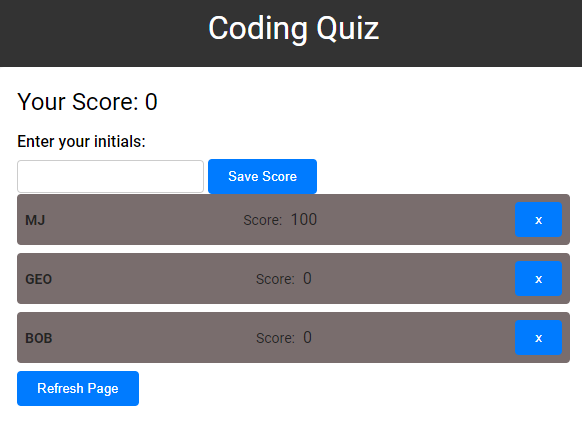 Coding Quiz
Your Score: 0
Enter your initials:
Save Score
MJ Score: 100 x
GEO Score: 0 x
BOB Score: 0 x
Refresh Page